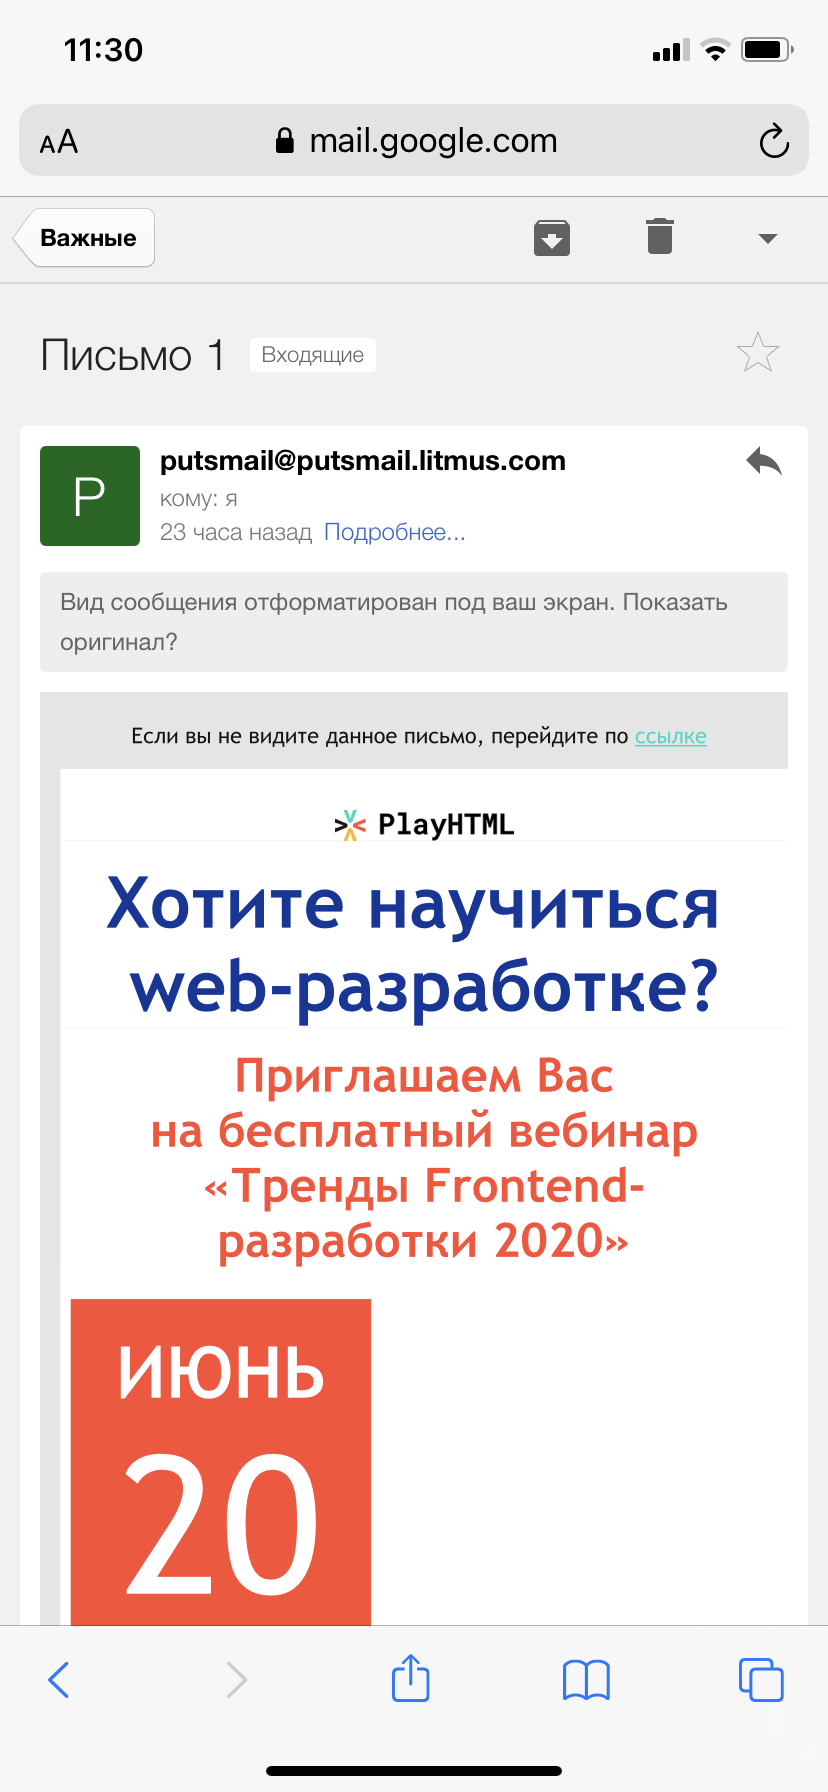 11:30
AA mail.google.com
Важные
Письмо 1 Входящие
P
putsmail@putsmail.litmus.com
кому: я
23 часа назад Подробнее...
Вид сообщения отформатирован под ваш экран. Показать
оригинал?
Если вы не видите данное письмо, перейдите по ссылке
PlayHTML
Хотите научиться
web-разработке?
Приглашаем Вас
на бесплатный вебинар
«Тренды Frontend-
разработки 2020»
ИЮНЬ
20